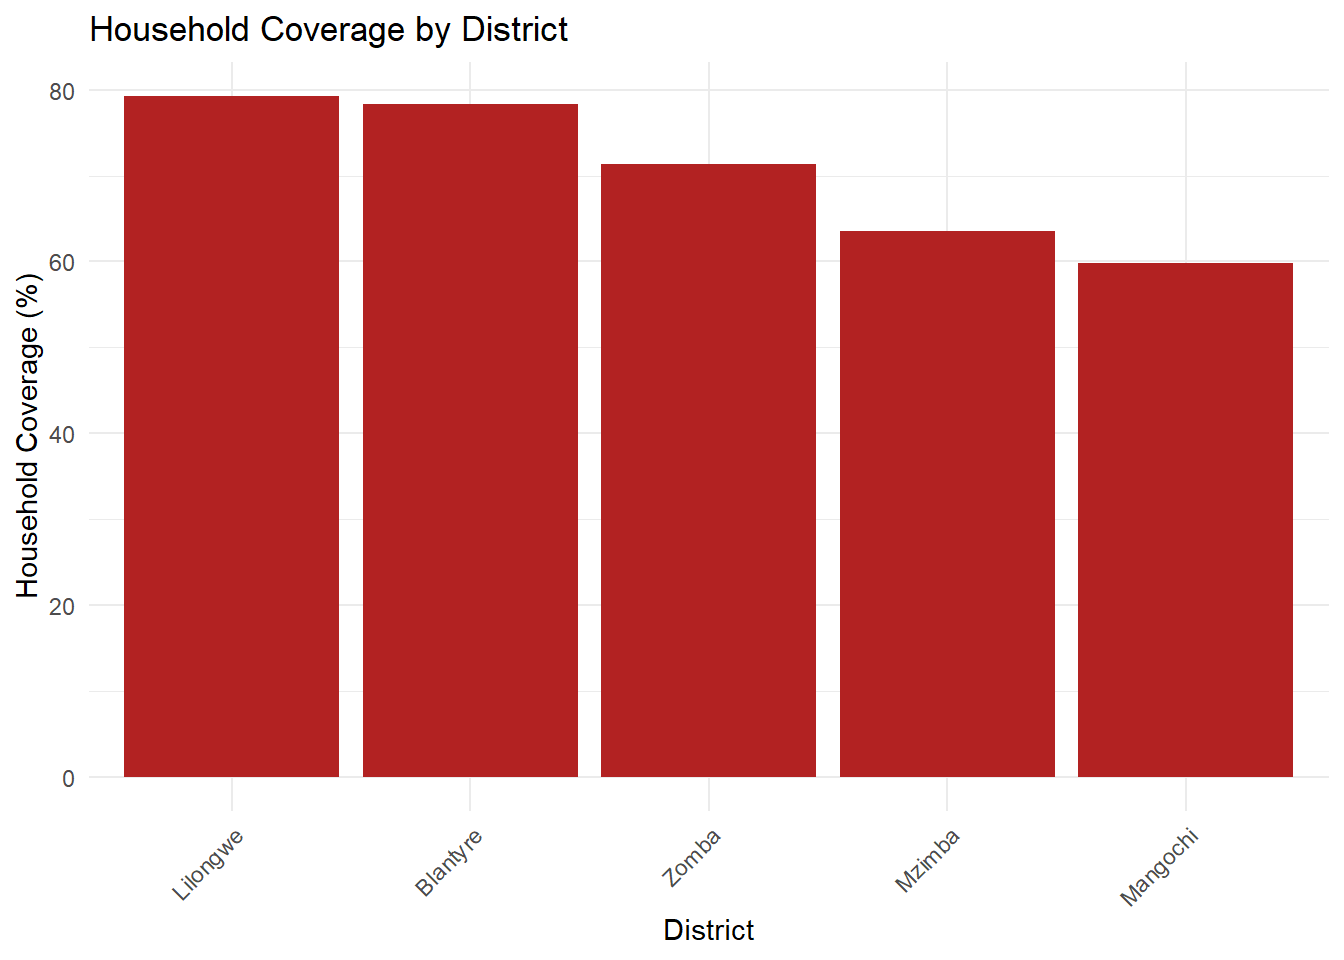 Household Coverage by District
Household Coverage (%)
80
60
40
20
0
Lilongwe
Blantyre
Zomba
Mzimba
Mangochi
District